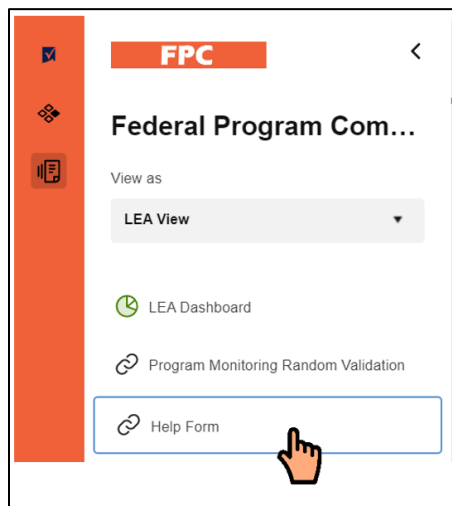 FPC
Federal Program Com...
View as
LEA View
LEA Dashboard
Program Monitoring Random Validation
Help Form